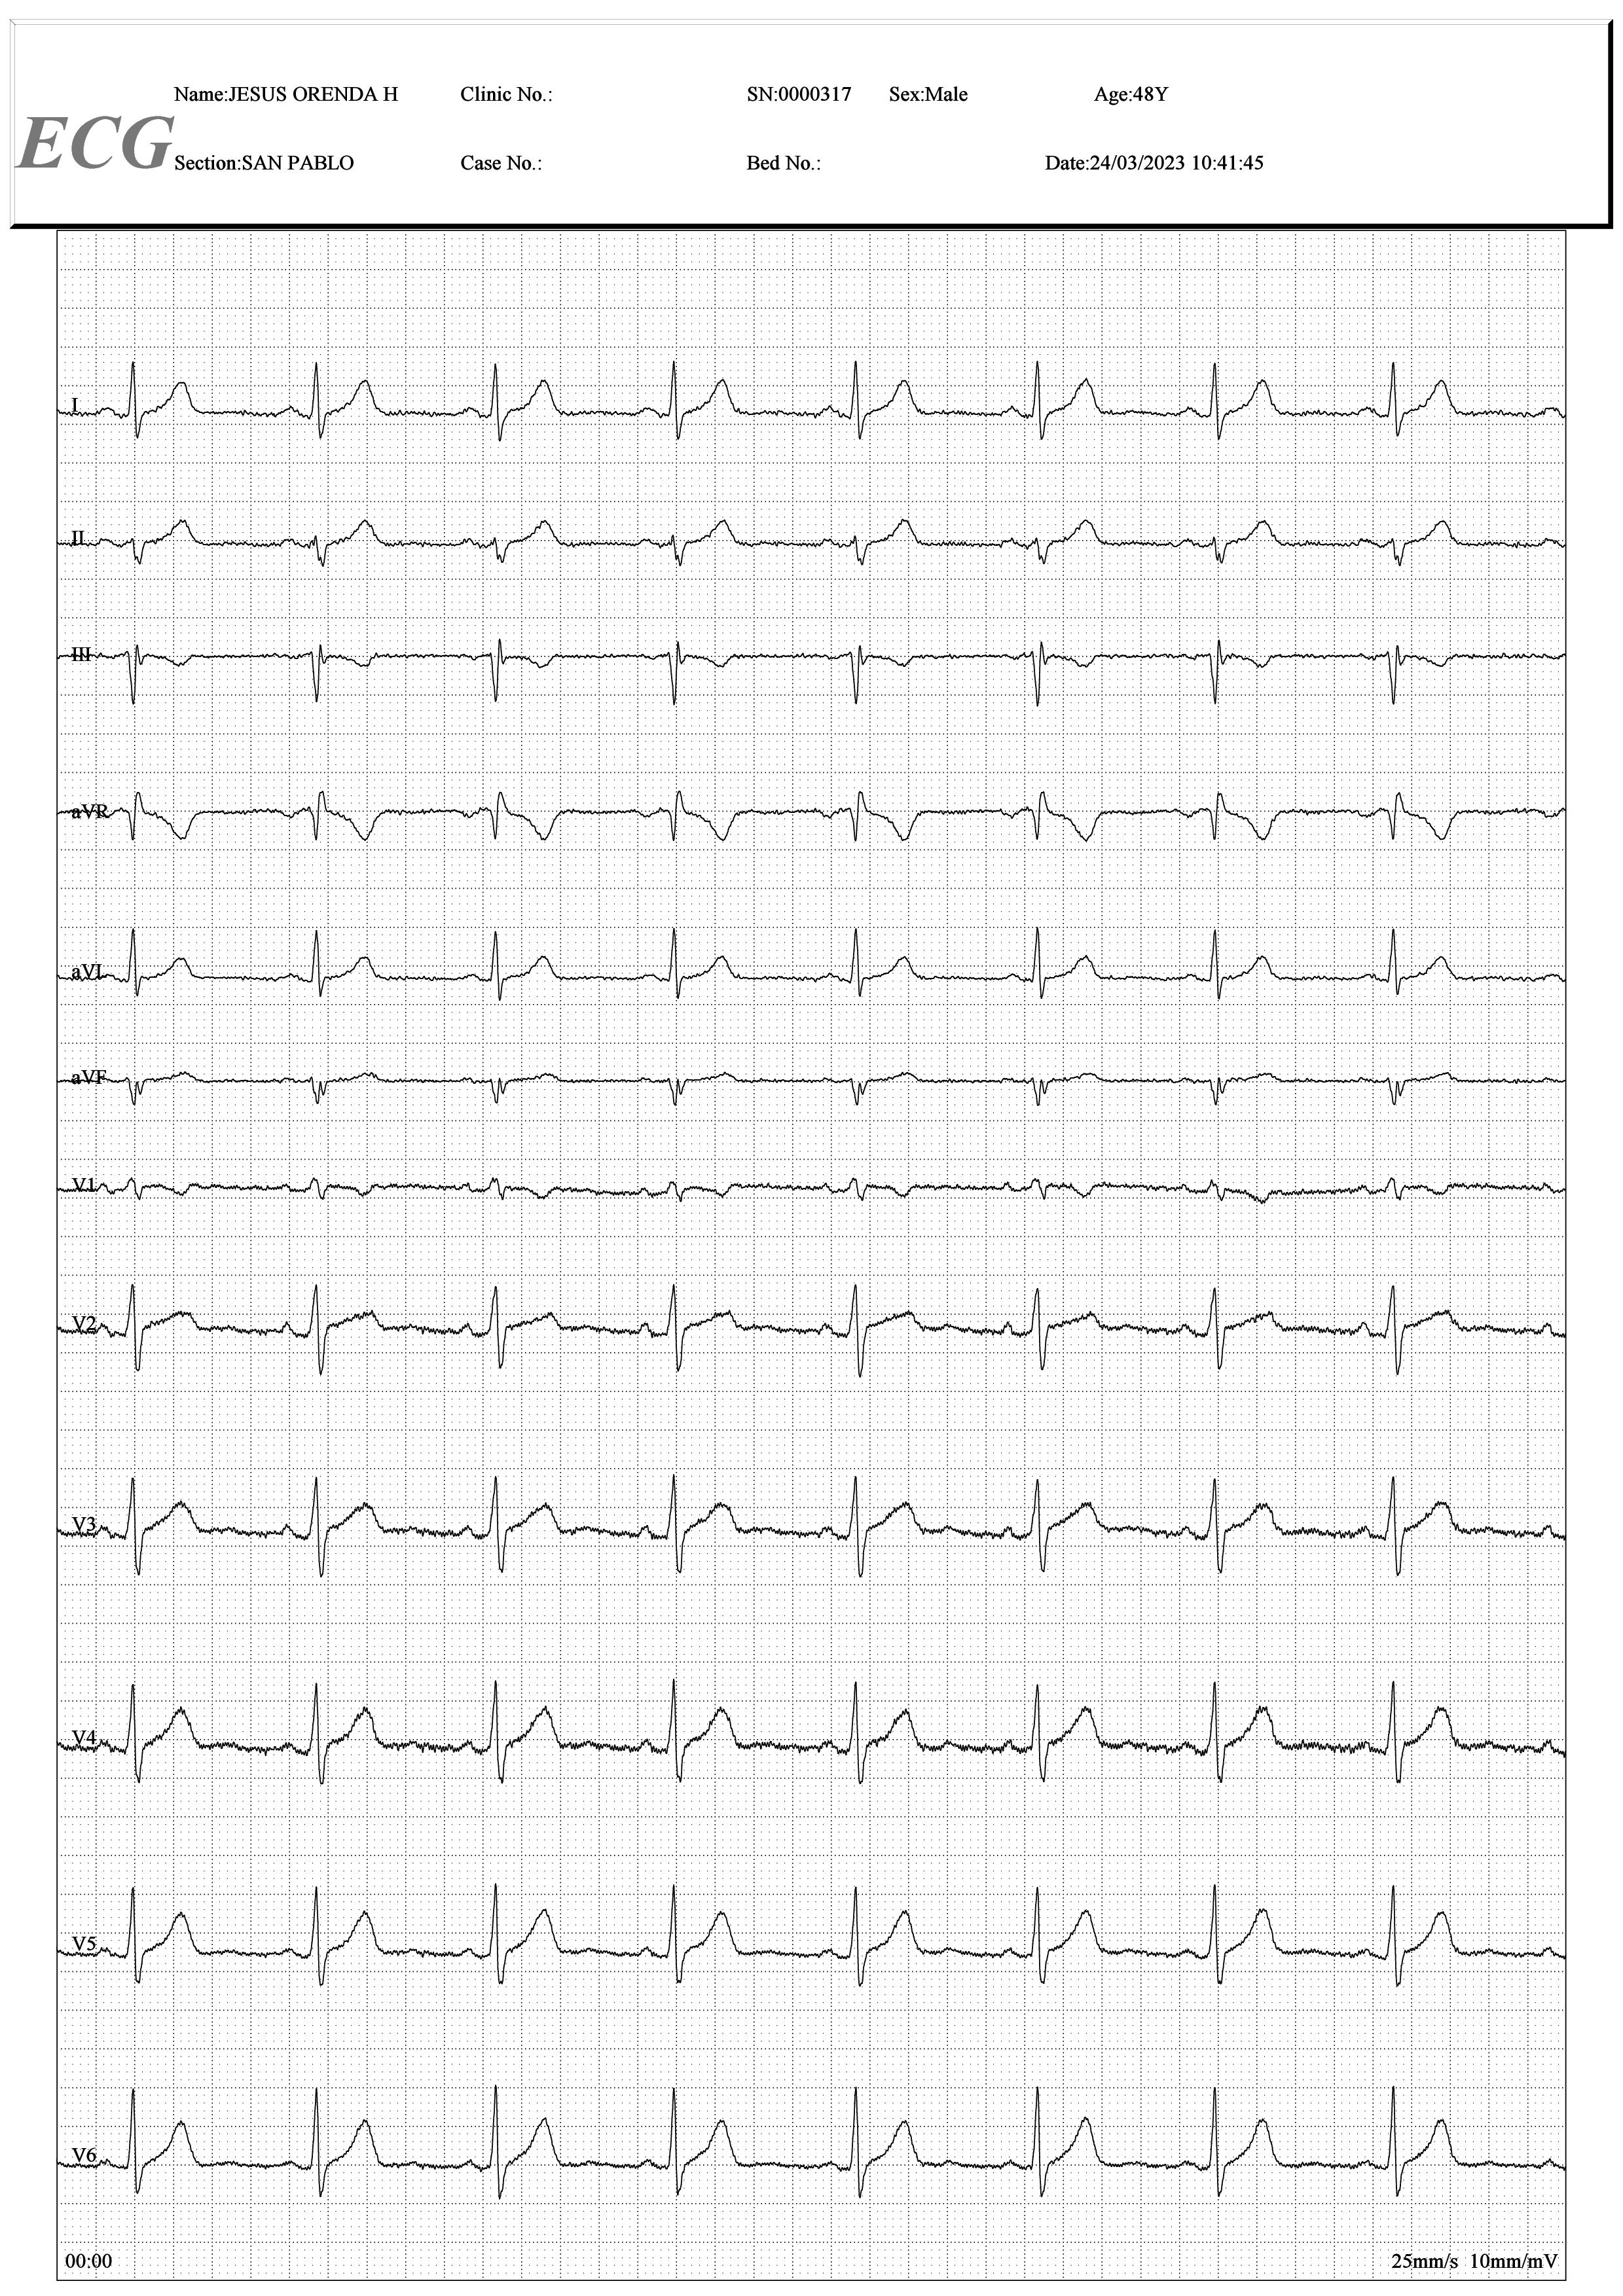 ECG
Name:JESUS ORENDA H Clinic No.: SN:0000317 Sex:Male Age:48Y
Section:SAN PABLO Case No.: Bed No.: Date:24/03/2023 10:41:45
I
II
III
aVR
aVL
aVF
V1
V2
V3
V4
V5
V6
00:00 25mm/s 10mm/mV